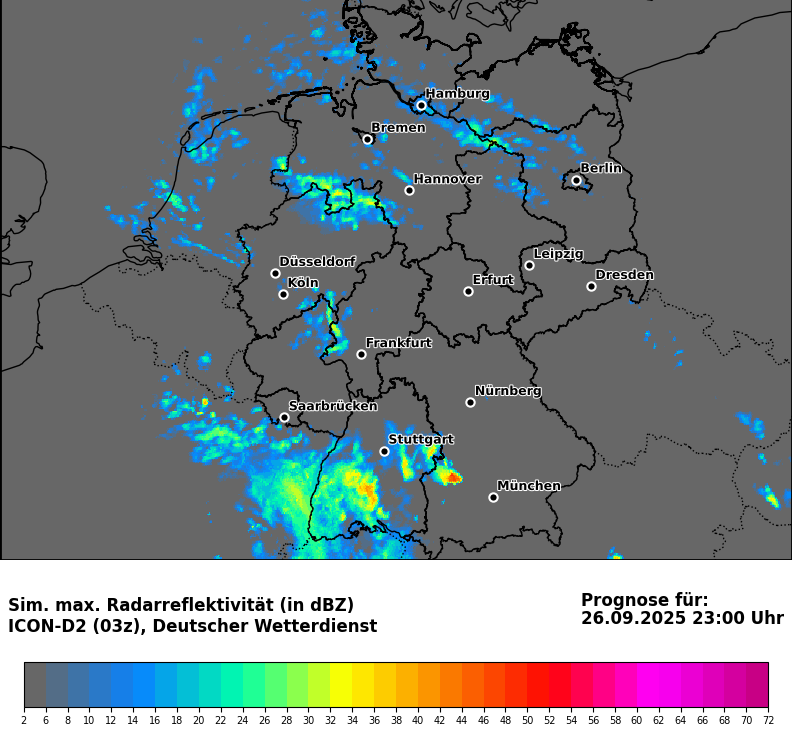 Hamburg
Bremen
Berlin
Hannover
Leipzig
Düsseldorf
Dresden
Köln
Erfurt
Frankfurt
Nürnberg
Saarbrücken
Stuttgart
München
Sim. max. Radarreflektivität (in dBZ)
ICON-D2 (03z), Deutscher Wetterdienst
Prognose für:
26.09.2025 23:00 Uhr
2 6 8 10 12 14 16 18 20 22 24 26 28 30 32 34 36 38 40 42 44 46 48 50 52 54 56 58 60 62 64 66 68 70 72